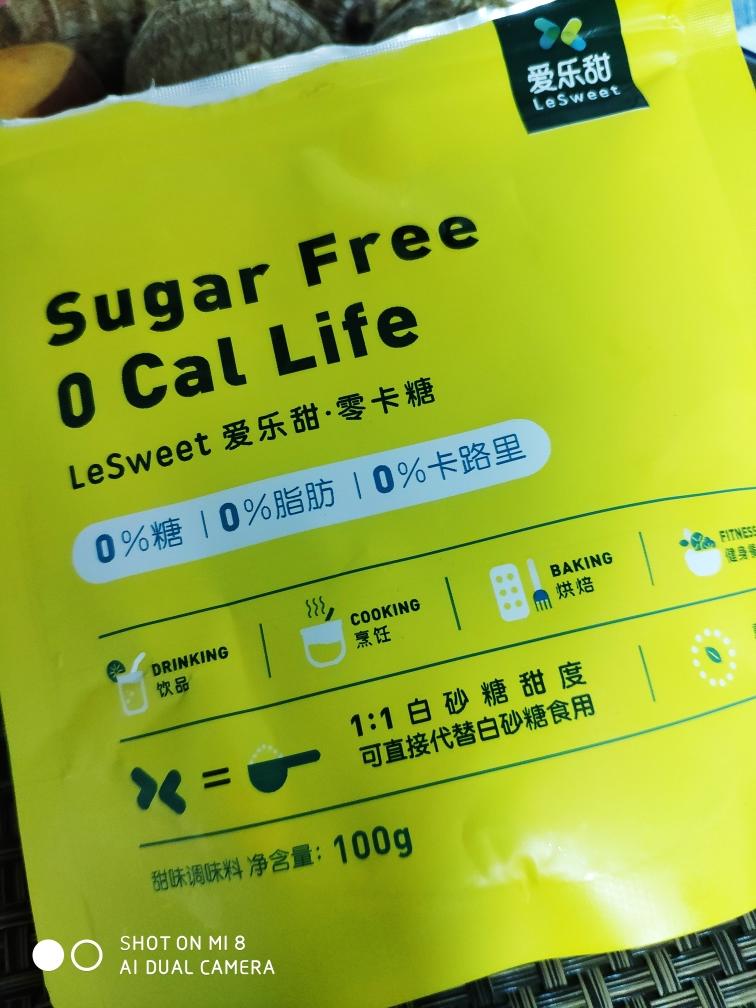 爱乐甜
LeSweet
Sugar Free
0 Cal Life
LeSweet 爱乐甜·零卡糖
0%糖 | 0%脂肪 | 0%卡路里
DRINKING
饮品
COOKING
烹饪
BAKING
烘焙
FITNESS
健身
1:1白砂糖甜度
可直接代替白砂糖食用
甜味调味料 净含量: 100g
SHOT ON MI 8
AI DUAL CAMERA